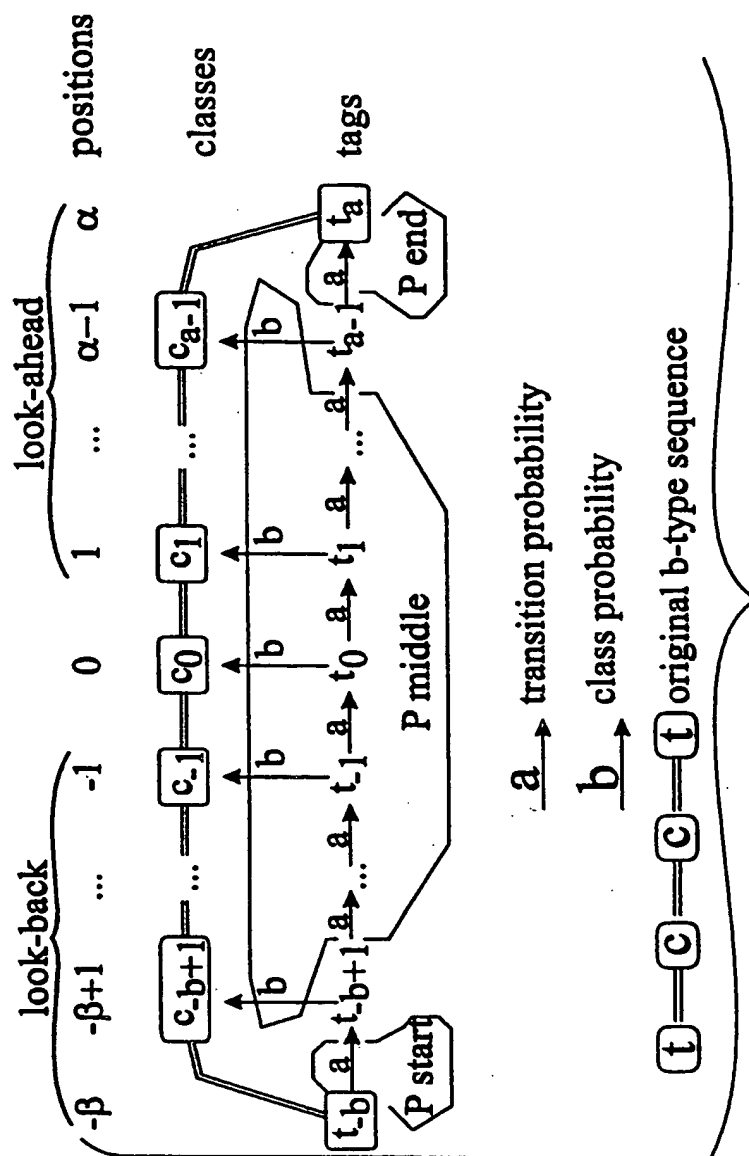 look-back look-ahead
-β -β+1 ... -1 0 1 ... α-1 α positions
c-b+1 ... c-1 c0 c1 ... ca-1 classes
b b b b b
t-b a t-b+1 a ... a t-1 a t0 a t1 a ... a ta-1 a ta tags
P start P middle P end
a transition probability
b class probability
t c c t original b-type sequence